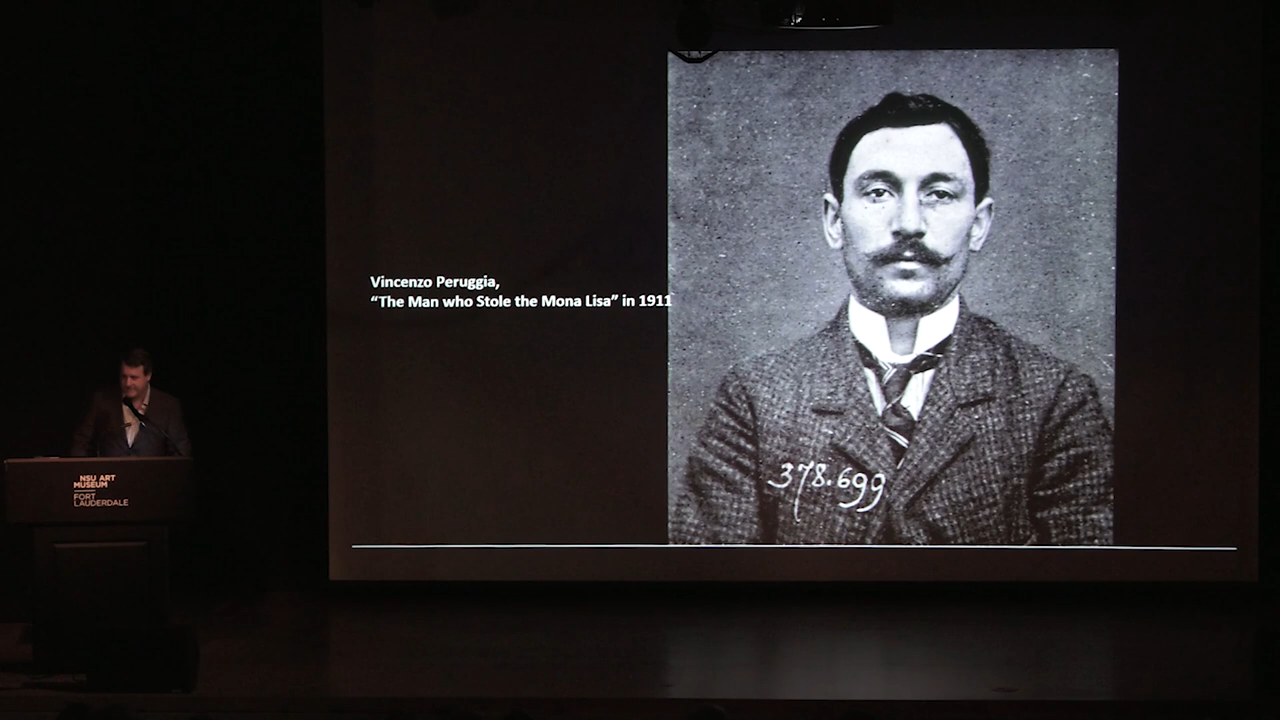 Vincenzo Peruggia,
“The Man who Stole the Mona Lisa” in 1911
378.699
NSU ART
MUSEUM
FORT
LAUDERDALE